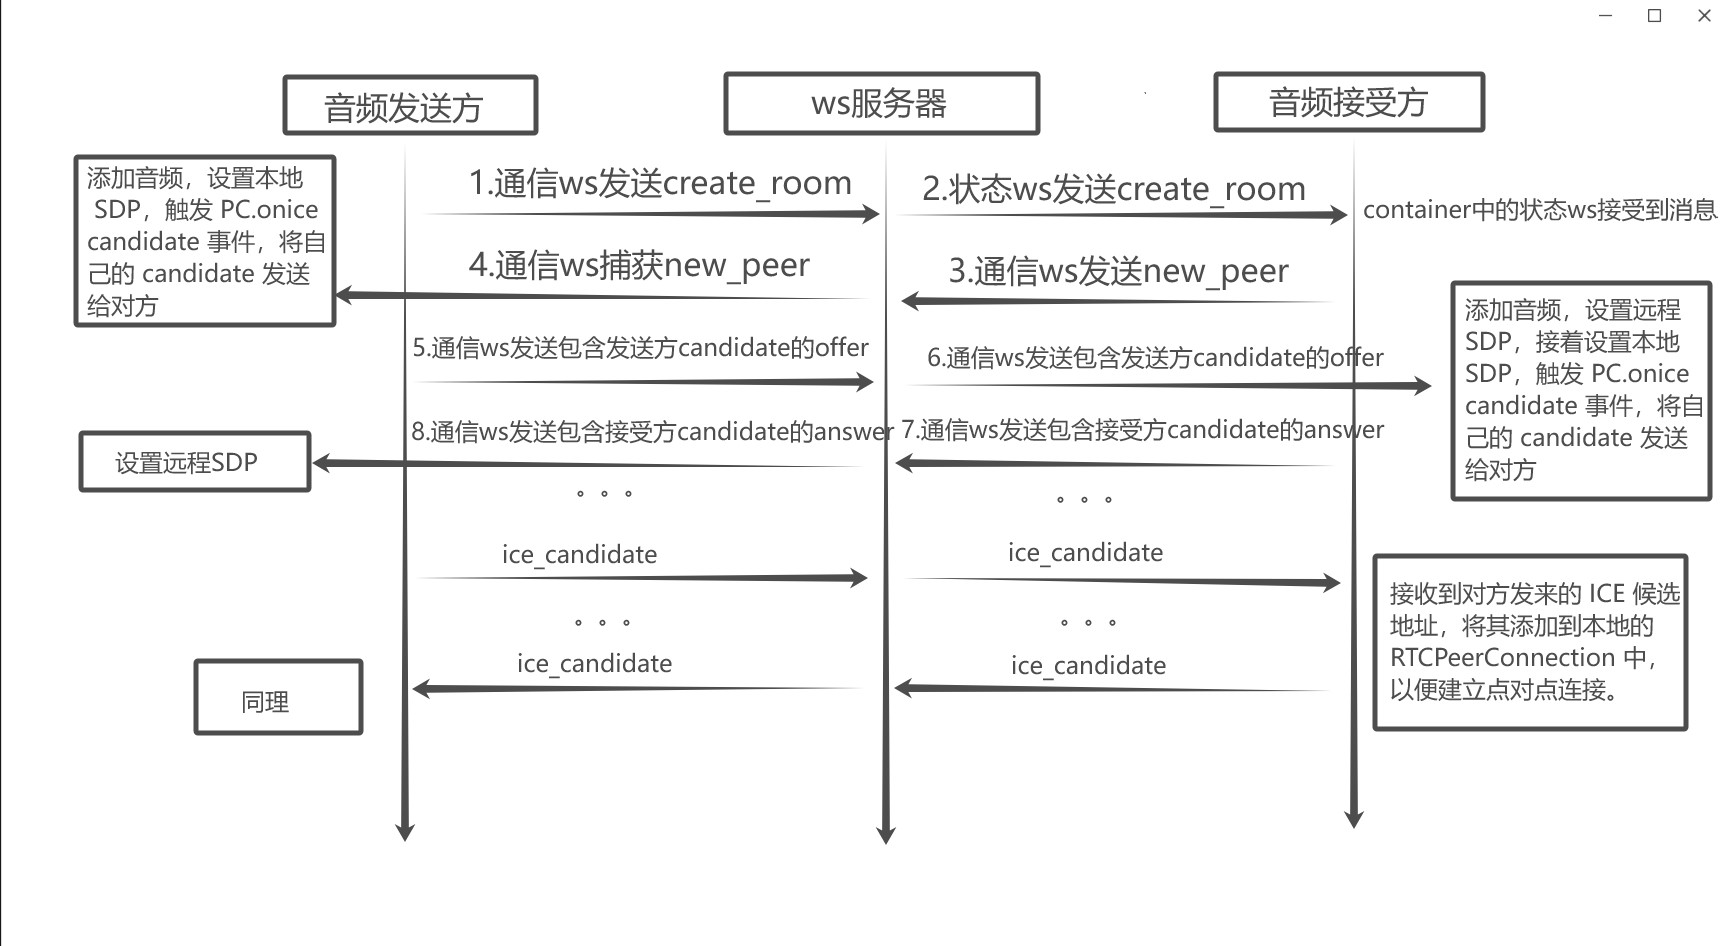 音频发送方
ws服务器
音频接受方
添加音频，设置本地
SDP，触发 PC.onice
candidate 事件，将自
己的 candidate 发送
给对方
1.通信ws发送create_room
2.状态ws发送create_room
container中的状态ws接受到消息
4.通信ws捕获new_peer
3.通信ws发送new_peer
添加音频，设置远程
SDP，接着设置本地
SDP，触发 PC.onice
candidate 事件，将自
己的 candidate 发送
给对方
5.通信ws发送包含发送方candidate的offer
6.通信ws发送包含发送方candidate的offer
8.通信ws发送包含接受方candidate的answer
7.通信ws发送包含接受方candidate的answer
设置远程SDP
。。。
。。。
ice_candidate
ice_candidate
接收到对方发来的 ICE 候选
地址，将其添加到本地的
RTCPeerConnection 中，
以便建立点对点连接。
。。。
。。。
ice_candidate
ice_candidate
同理